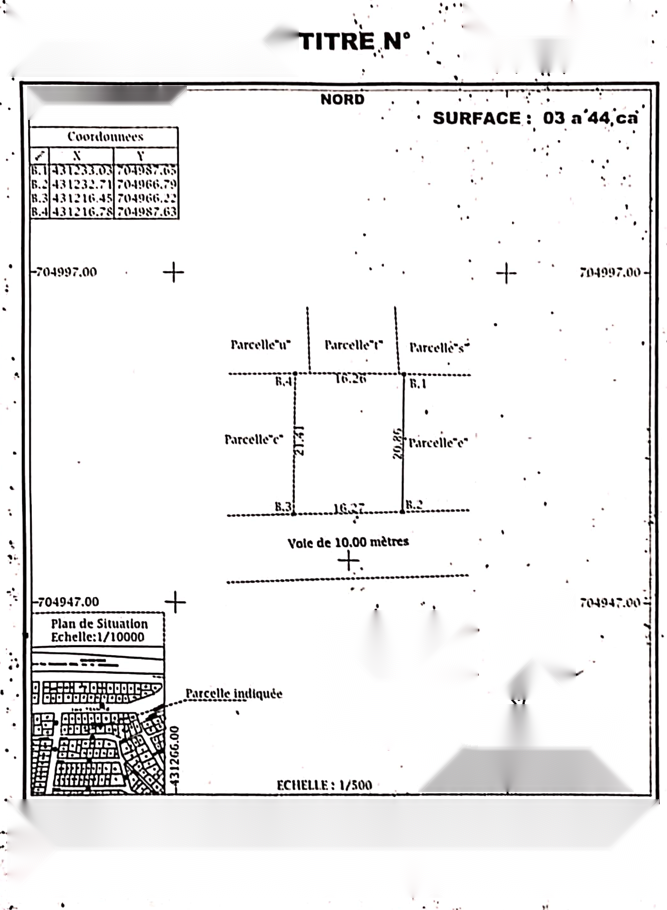 TITRE N°
NORD
SURFACE : 03 a 44 ca
Coordonnees
X Y
B.1 431233.03 704987.65
B.2 431232.71 704966.79
B.3 431216.45 704966.22
B.4 431216.78 704987.63
704997.00 704997.00
Parcelle"u" Parcelle"t" Parcelle"s"
B.4 16.26 B.1
Parcelle"c" 21.41 20.86 Parcelle"e"
B.3 16.27 B.2
Voie de 10.00 mètres
704947.00 704947.00
Plan de Situation
Echelle:1/10000
Parcelle indiquée
431266.00
ECHELLE : 1/500